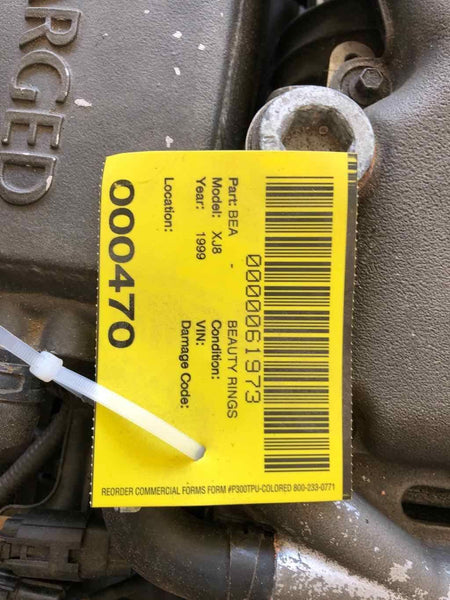 ARGED
0000061973
Part: BEA - BEAUTY RINGS
Model: XJ8 Condition:
Year: 1999 VIN:
Damage Code:
Location:
000470
REORDER COMMERCIAL FORMS FORM #P300TPU-COLORED 800-233-0771